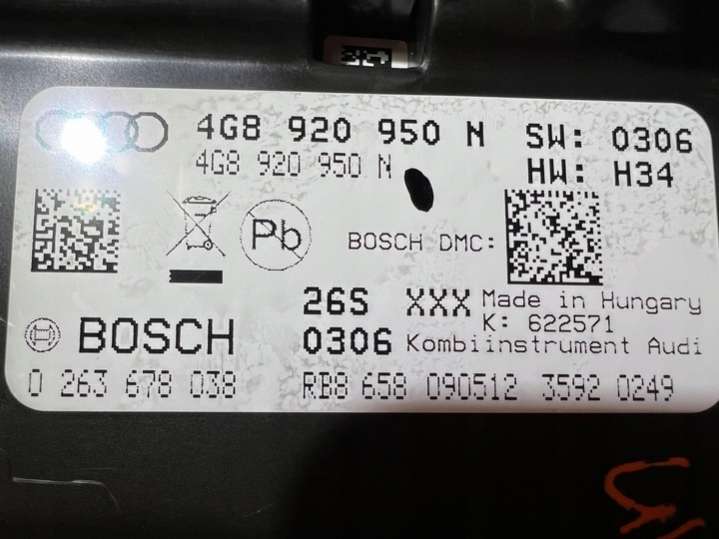 4G8 920 950 N SW: 0306
4G8 920 950 N HW: H34
Pb
BOSCH DMC:
26S XXX Made in Hungary
K: 622571
BOSCH 0306 Kombiinstrument Audi
0 263 678 038 RB8 658 090512 3592 0249